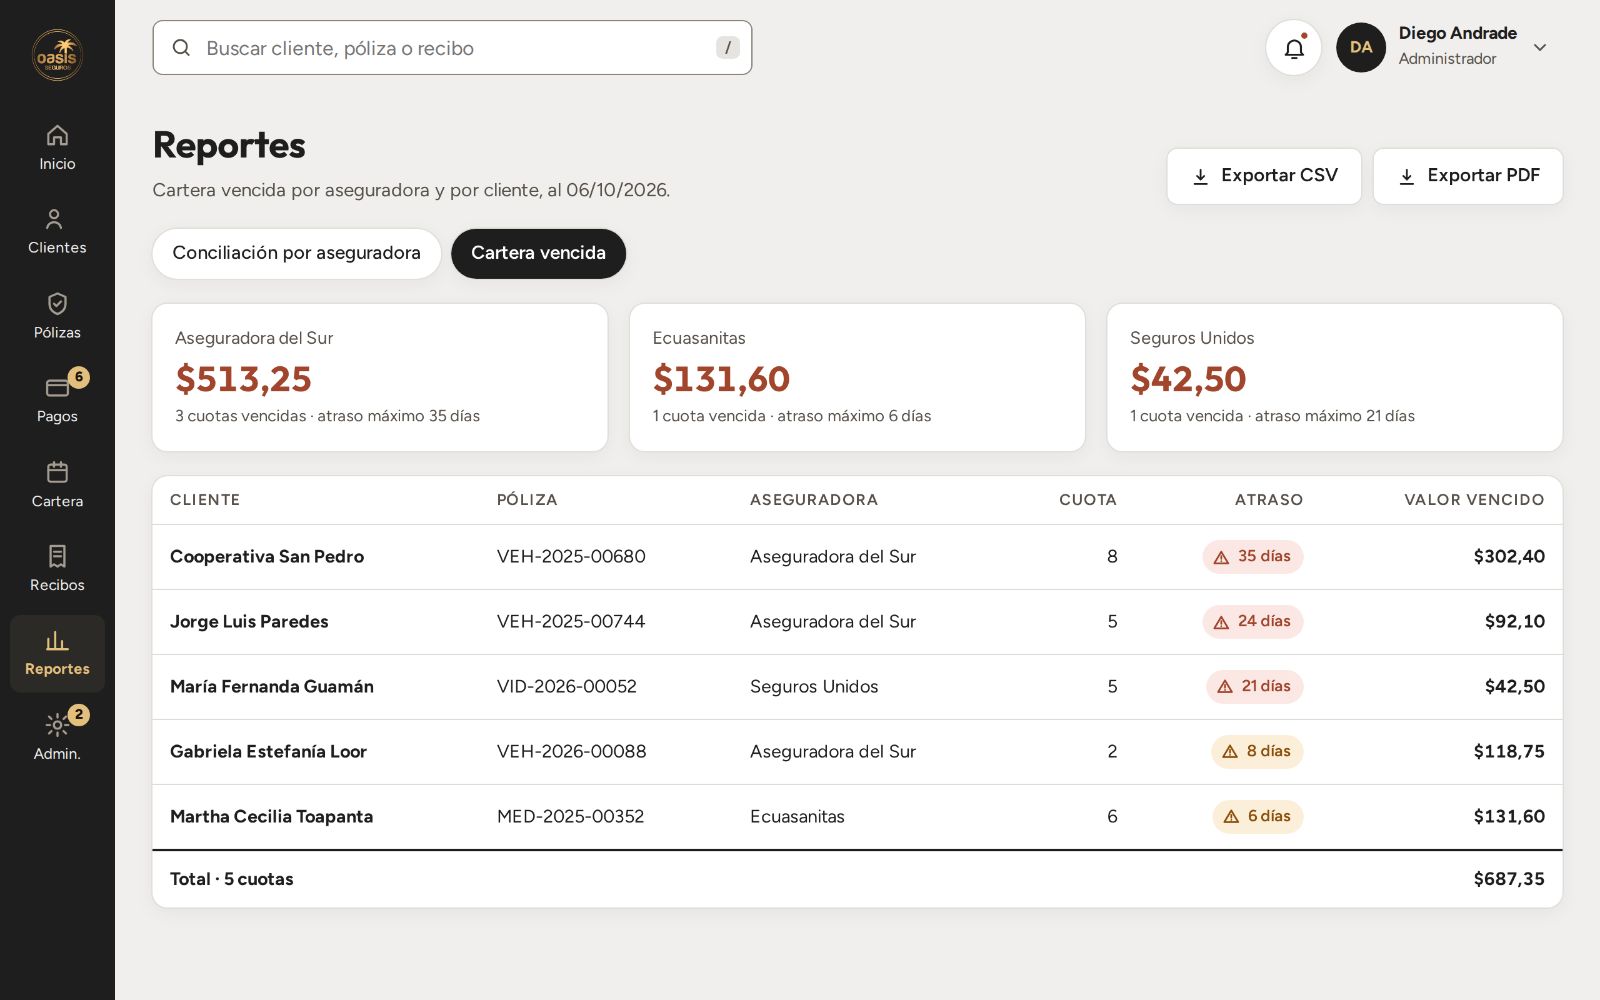 oasis
SEGUROS
Buscar cliente, póliza o recibo
/
DA
Diego Andrade
Administrador
Inicio
Clientes
Pólizas
6
Pagos
Cartera
Recibos
Reportes
2
Admin.
Reportes
Cartera vencida por aseguradora y por cliente, al 06/10/2026.
Exportar CSV
Exportar PDF
Conciliación por aseguradora
Cartera vencida
Aseguradora del Sur
$513,25
3 cuotas vencidas · atraso máximo 35 días
Ecuasanitas
$131,60
1 cuota vencida · atraso máximo 6 días
Seguros Unidos
$42,50
1 cuota vencida · atraso máximo 21 días
CLIENTE PÓLIZA ASEGURADORA CUOTA ATRASO VALOR VENCIDO
Cooperativa San Pedro VEH-2025-00680 Aseguradora del Sur 8 35 días $302,40
Jorge Luis Paredes VEH-2025-00744 Aseguradora del Sur 5 24 días $92,10
María Fernanda Guamán VID-2026-00052 Seguros Unidos 5 21 días $42,50
Gabriela Estefanía Loor VEH-2026-00088 Aseguradora del Sur 2 8 días $118,75
Martha Cecilia Toapanta MED-2025-00352 Ecuasanitas 6 6 días $131,60
Total · 5 cuotas $687,35